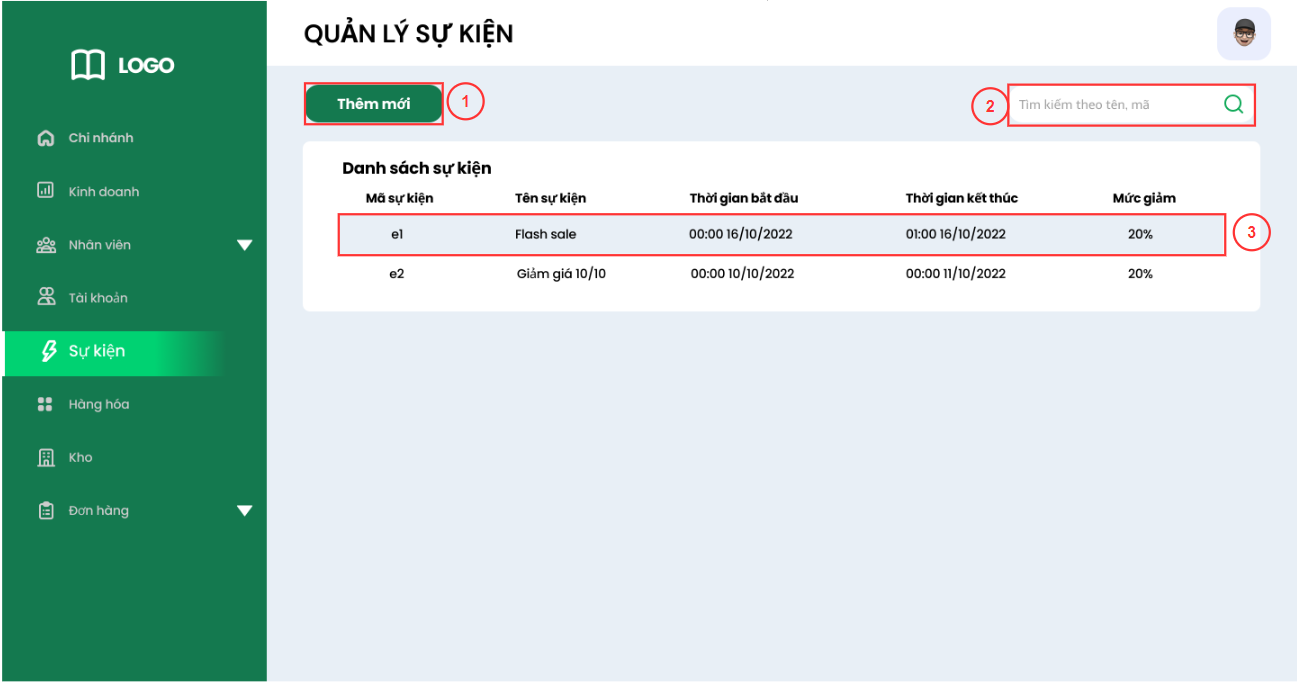 LOGO
Chi nhánh
Kinh doanh
Nhân viên
Tài khoản
Sự kiện
Hàng hóa
Kho
Đơn hàng
QUẢN LÝ SỰ KIỆN
Thêm mới 1
2 Tìm kiếm theo tên, mã
Danh sách sự kiện
Mã sự kiện Tên sự kiện Thời gian bắt đầu Thời gian kết thúc Mức giảm
e1 Flash sale 00:00 16/10/2022 01:00 16/10/2022 20% 3
e2 Giảm giá 10/10 00:00 10/10/2022 00:00 11/10/2022 20%